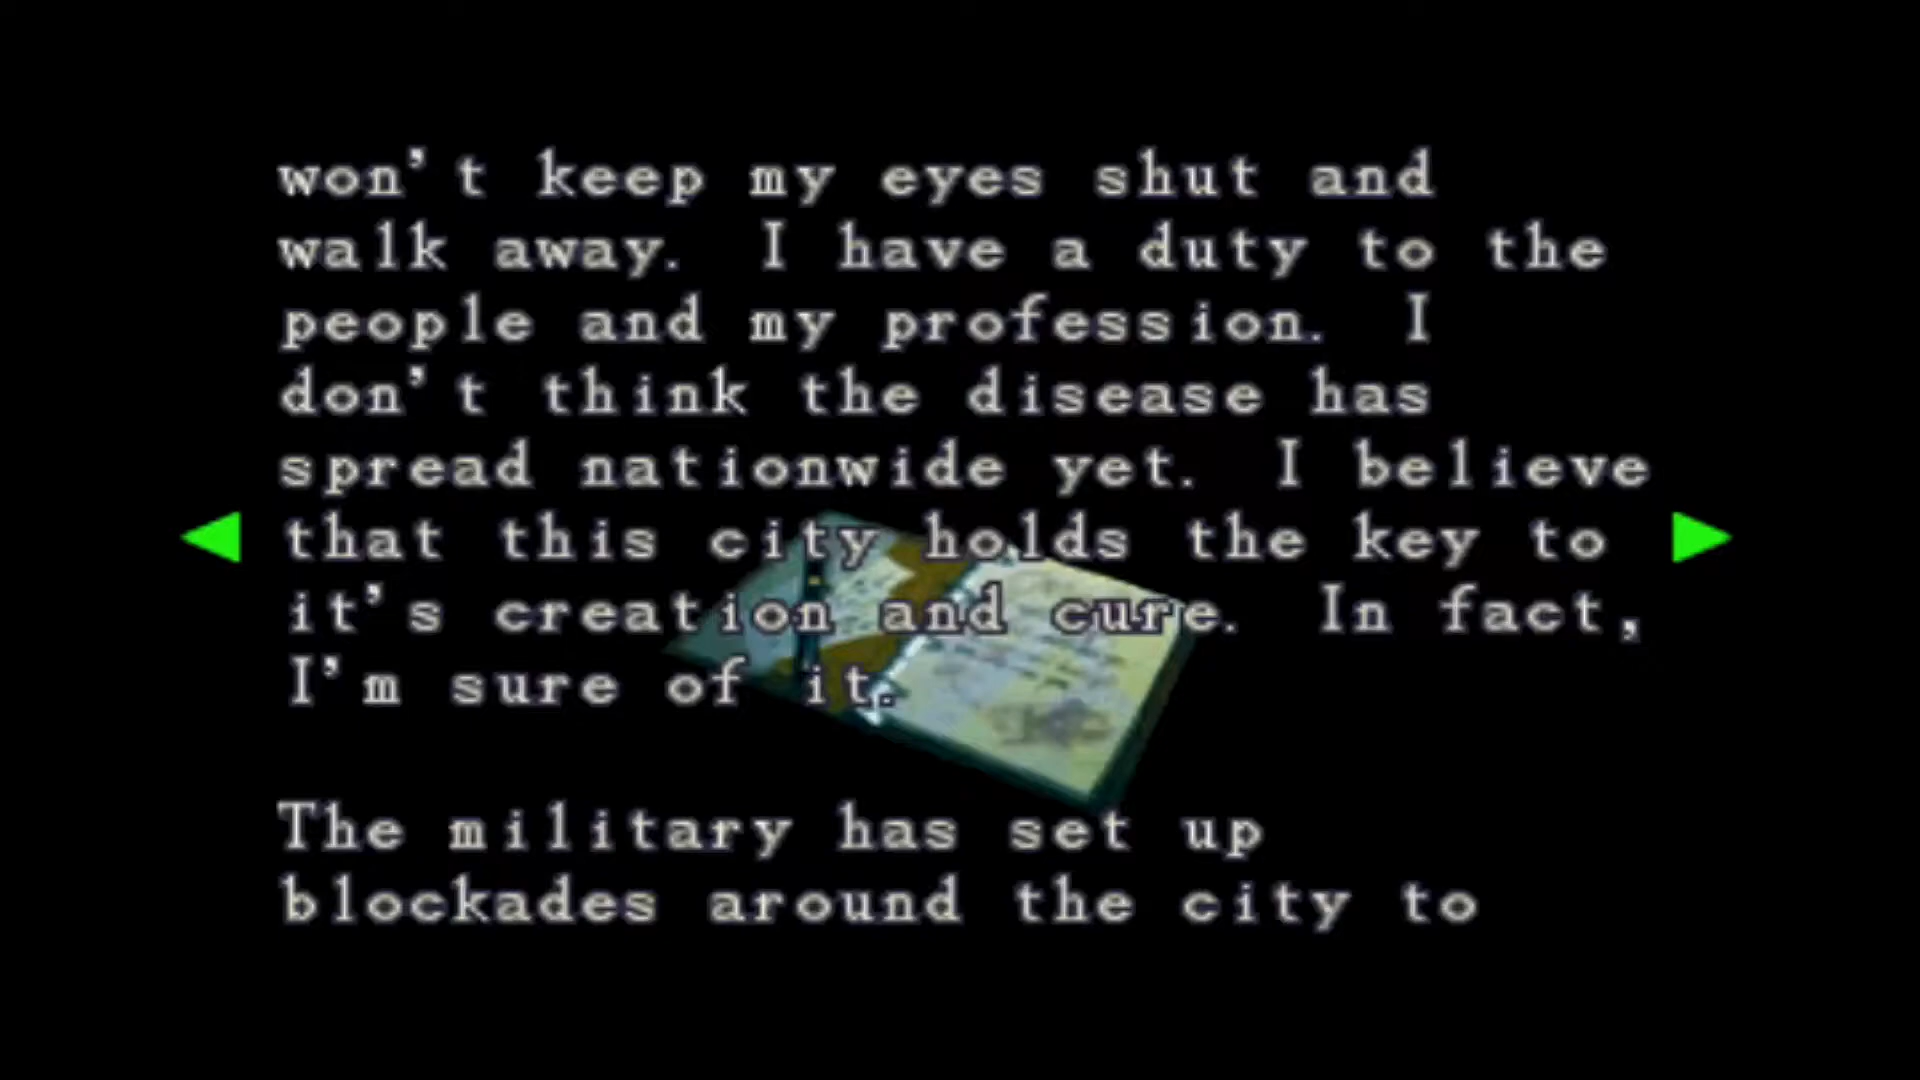 won't keep my eyes shut and
walk away. I have a duty to the
people and my profession. I
don't think the disease has
spread nationwide yet. I believe
that this city holds the key to
it's creation and cure. In fact,
I'm sure of it.
The military has set up
blockades around the city to